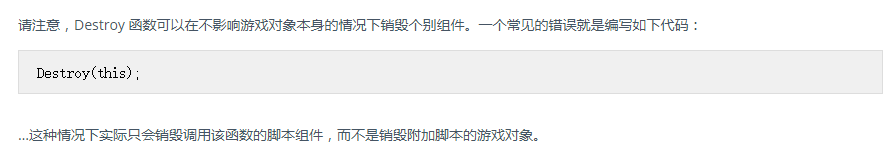 请注意，Destroy 函数可以在不影响游戏对象本身的情况下销毁个别组件。一个常见的错误就是编写如下代码：
Destroy(this);
...这种情况下实际只会销毁调用该函数的脚本组件，而不是销毁附加脚本的游戏对象。